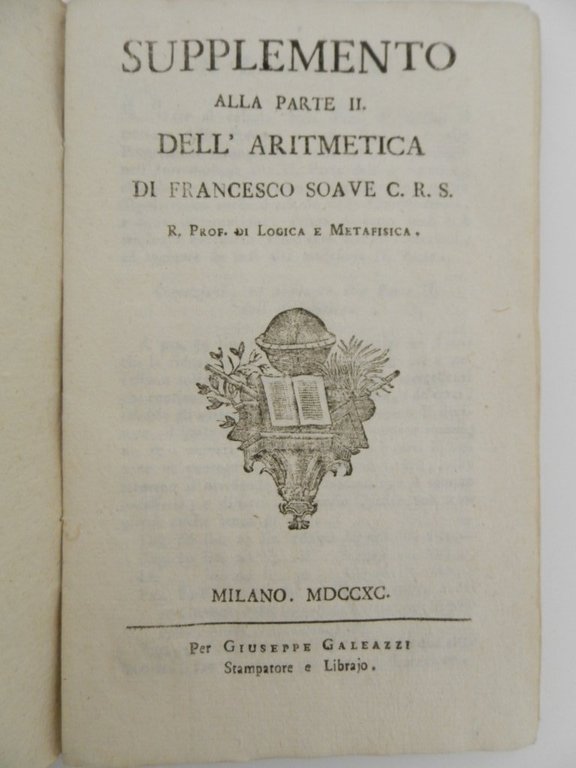 SUPPLEMENTO
ALLA PARTE II.
DELL' ARITMETICA
DI FRANCESCO SOAVE C. R. S.
R. PROF. DI LOGICA E METAFISICA.
MILANO. MDCCXC.
Per GIUSEPPE GALEAZZI
Stampatore e Librajo.